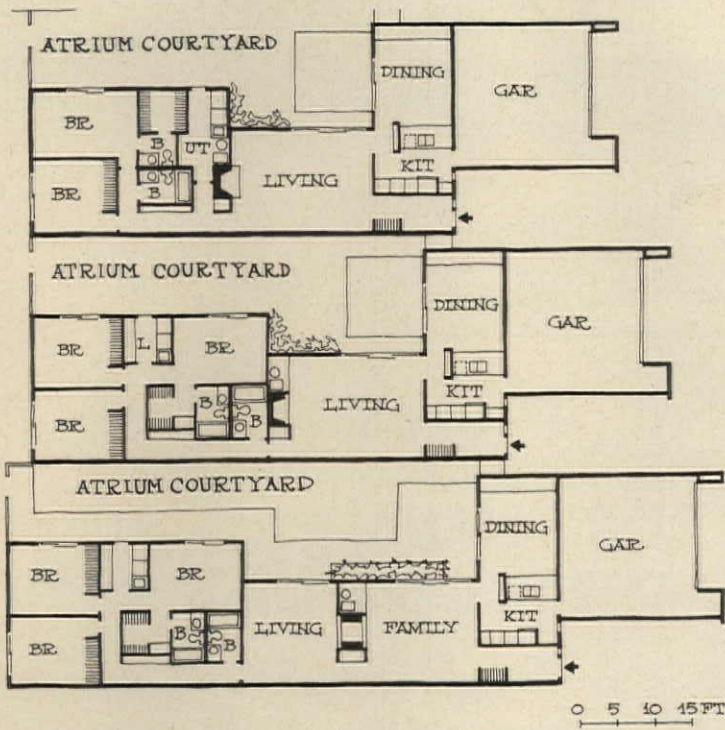 ATRIUM COURTYARD
DINING
GAR
BR
B
UT
KIT
BR
B
LIVING
ATRIUM COURTYARD
DINING
GAR
BR
L
BR
KIT
BR
B
B
LIVING
ATRIUM COURTYARD
DINING
GAR
BR
BR
KIT
BR
B
B
LIVING
FAMILY
0 5 10 15 FT